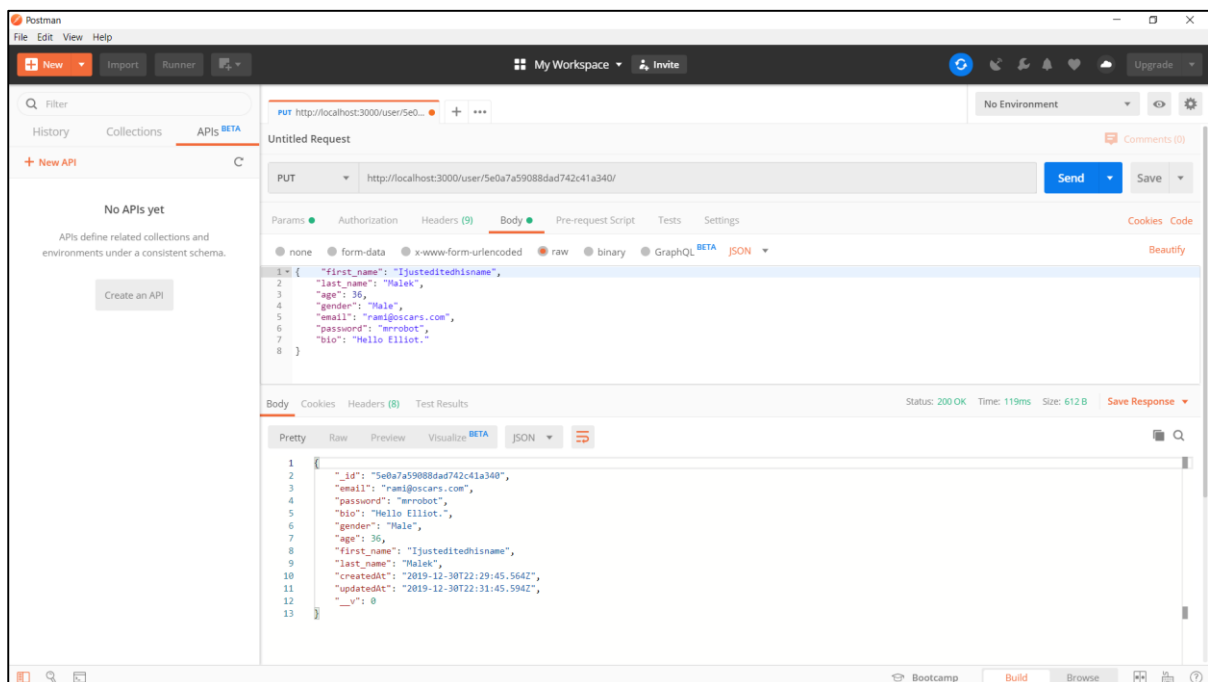 Postman
File Edit View Help
New Import Runner My Workspace Invite Upgrade
Filter
History Collections APIs BETA
+ New API
No APIs yet
APIs define related collections and
environments under a consistent schema.
Create an API
PUT http://localhost:3000/user/5e0... + ••• No Environment
Untitled Request Comments (0)
PUT http://localhost:3000/user/5e0a7a59088dad742c41a340/ Send Save
Params Authorization Headers (9) Body Pre-request Script Tests Settings Cookies Code
none form-data x-www-form-urlencoded raw binary GraphQL BETA JSON Beautify
1 { "first_name": "Ijusteditedhisname",
2 "last_name": "Malek",
3 "age": 36,
4 "gender": "Male",
5 "email": "rami@oscars.com",
6 "password": "mrrobot",
7 "bio": "Hello Elliot."
8 }
Body Cookies Headers (8) Test Results Status: 200 OK Time: 119ms Size: 612 B Save Response
Pretty Raw Preview Visualize BETA JSON
1 {
2 "_id": "5e0a7a59088dad742c41a340",
3 "email": "rami@oscars.com",
4 "password": "mrrobot",
5 "bio": "Hello Elliot.",
6 "gender": "Male",
7 "age": 36,
8 "first_name": "Ijusteditedhisname",
9 "last_name": "Malek",
10 "createdAt": "2019-12-30T22:29:45.564Z",
11 "updatedAt": "2019-12-30T22:31:45.594Z",
12 "__v": 0
13 }
Bootcamp Build Browse